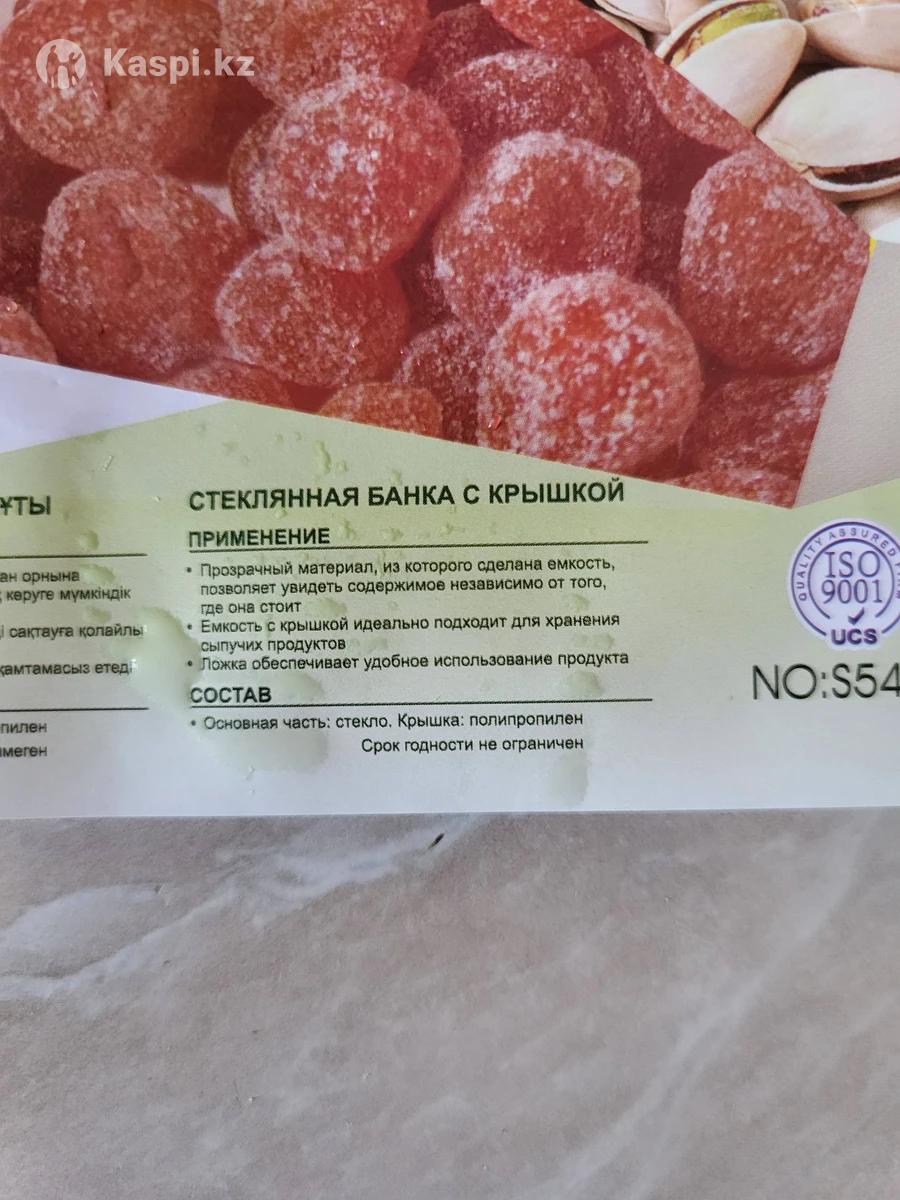 Kaspi.kz
ҰТЫ
ан орнына
қ көруге мүмкіндік
ді сақтауға қолайлы
қамтамасыз етеді
СТЕКЛЯННАЯ БАНКА С КРЫШКОЙ
ПРИМЕНЕНИЕ
• Прозрачный материал, из которого сделана емкость,
позволяет увидеть содержимое независимо от того,
где она стоит
• Емкость с крышкой идеально подходит для хранения
сыпучих продуктов
• Ложка обеспечивает удобное использование продукта
СОСТАВ
• Основная часть: стекло. Крышка: полипропилен
Срок годности не ограничен
пилен
лмеген
QUALITY ASSURED FIRM
ISO
9001
UCS
NO:S54